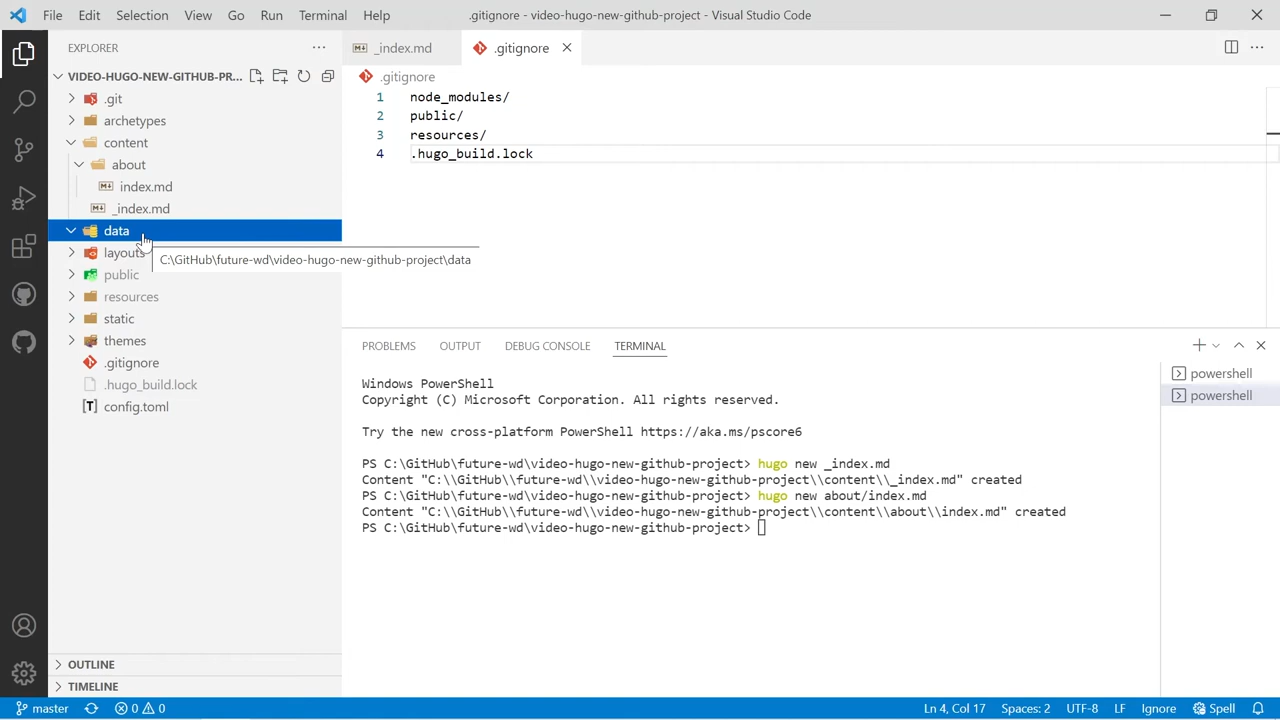 File Edit Selection View Go Run Terminal Help
.gitignore - video-hugo-new-github-project - Visual Studio Code
EXPLORER
VIDEO-HUGO-NEW-GITHUB-PR...
.git
archetypes
content
about
index.md
_index.md
data
layouts
C:\GitHub\future-wd\video-hugo-new-github-project\data
public
resources
static
themes
.gitignore
.hugo_build.lock
config.toml
OUTLINE
TIMELINE
_index.md
.gitignore
.gitignore
1 node_modules/
2 public/
3 resources/
4 .hugo_build.lock
PROBLEMS OUTPUT DEBUG CONSOLE TERMINAL
Windows PowerShell
Copyright (C) Microsoft Corporation. All rights reserved.
Try the new cross-platform PowerShell https://aka.ms/pscore6
PS C:\GitHub\future-wd\video-hugo-new-github-project> hugo new _index.md
Content "C:\\GitHub\\future-wd\\video-hugo-new-github-project\\content\\_index.md" created
PS C:\GitHub\future-wd\video-hugo-new-github-project> hugo new about/index.md
Content "C:\\GitHub\\future-wd\\video-hugo-new-github-project\\content\\about\\index.md" created
PS C:\GitHub\future-wd\video-hugo-new-github-project>
powershell
powershell
master 0 0 Ln 4, Col 17 Spaces: 2 UTF-8 LF Ignore Spell